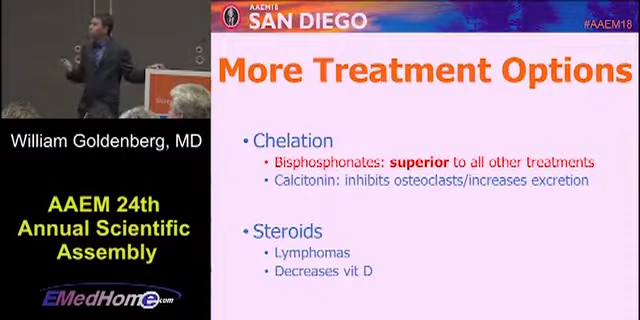 AAEM18
SAN DIEGO
#AAEM18
More Treatment Options
William Goldenberg, MD
• Chelation
• Bisphosphonates: superior to all other treatments
• Calcitonin: inhibits osteoclasts/increases excretion
AAEM 24th
Annual Scientific
Assembly
• Steroids
• Lymphomas
• Decreases vit D
EMedHome.com